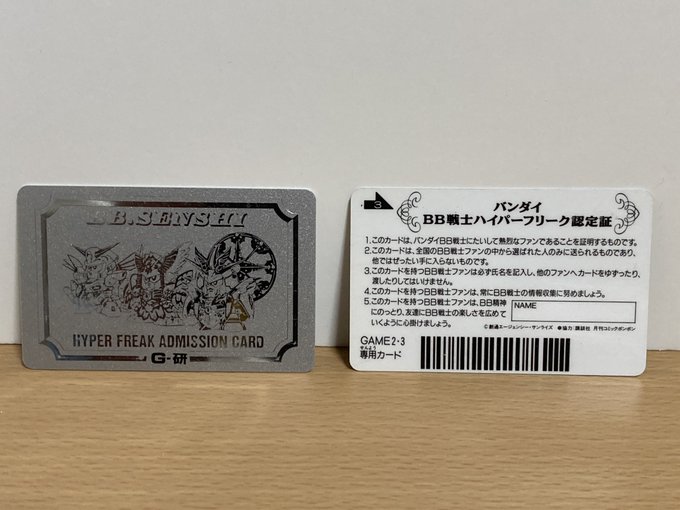 BB.SENSHI
HYPER FREAK ADMISSION CARD
G-研
3
バンダイ
BB戦士ハイパーフリーク認定証
1.このカードは、バンダイBB戦士にたいして熱烈なファンであることを証明するものです。
2.このカードは、全国のBB戦士ファンの中から選ばれた人のみに送られるものであり、
他ではぜったい手に入らないものです。
3.このカードを持つBB戦士ファンは必ず氏名を記入し、他のファンへカードをゆずったり、
渡したりしてはいけません。
4.このカードを持つBB戦士ファンは、常にBB戦士の情報収集に努めましょう。
5.このカードを持つBB戦士ファンは、BB精神
にのっとり、友達にBB戦士の楽しさを広めて
いくように心掛けましょう。
NAME
©創通エージェンシー・サンライズ ●協力:講談社 月刊コミックボンボン
GAME2・3
せんよう
専用カード